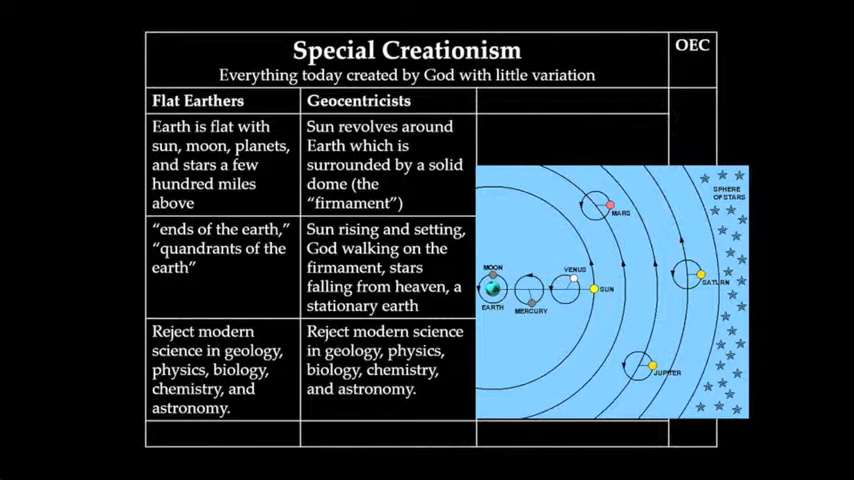 Special Creationism
OEC
Everything today created by God with little variation
Flat Earthers
Geocentricists
Earth is flat with
sun, moon, planets,
and stars a few
hundred miles
above
Sun revolves around
Earth which is
surrounded by a solid
dome (the
“firmament”)
“ends of the earth,”
“quandrants of the
earth”
Sun rising and setting,
God walking on the
firmament, stars
falling from heaven, a
stationary earth
Reject modern
science in geology,
physics, biology,
chemistry, and
astronomy.
Reject modern science
in geology, physics,
biology, chemistry,
and astronomy.
SPHERE
OF STARS
MARS
MOON
VENUS
SATURN
SUN
EARTH
MERCURY
JUPITER